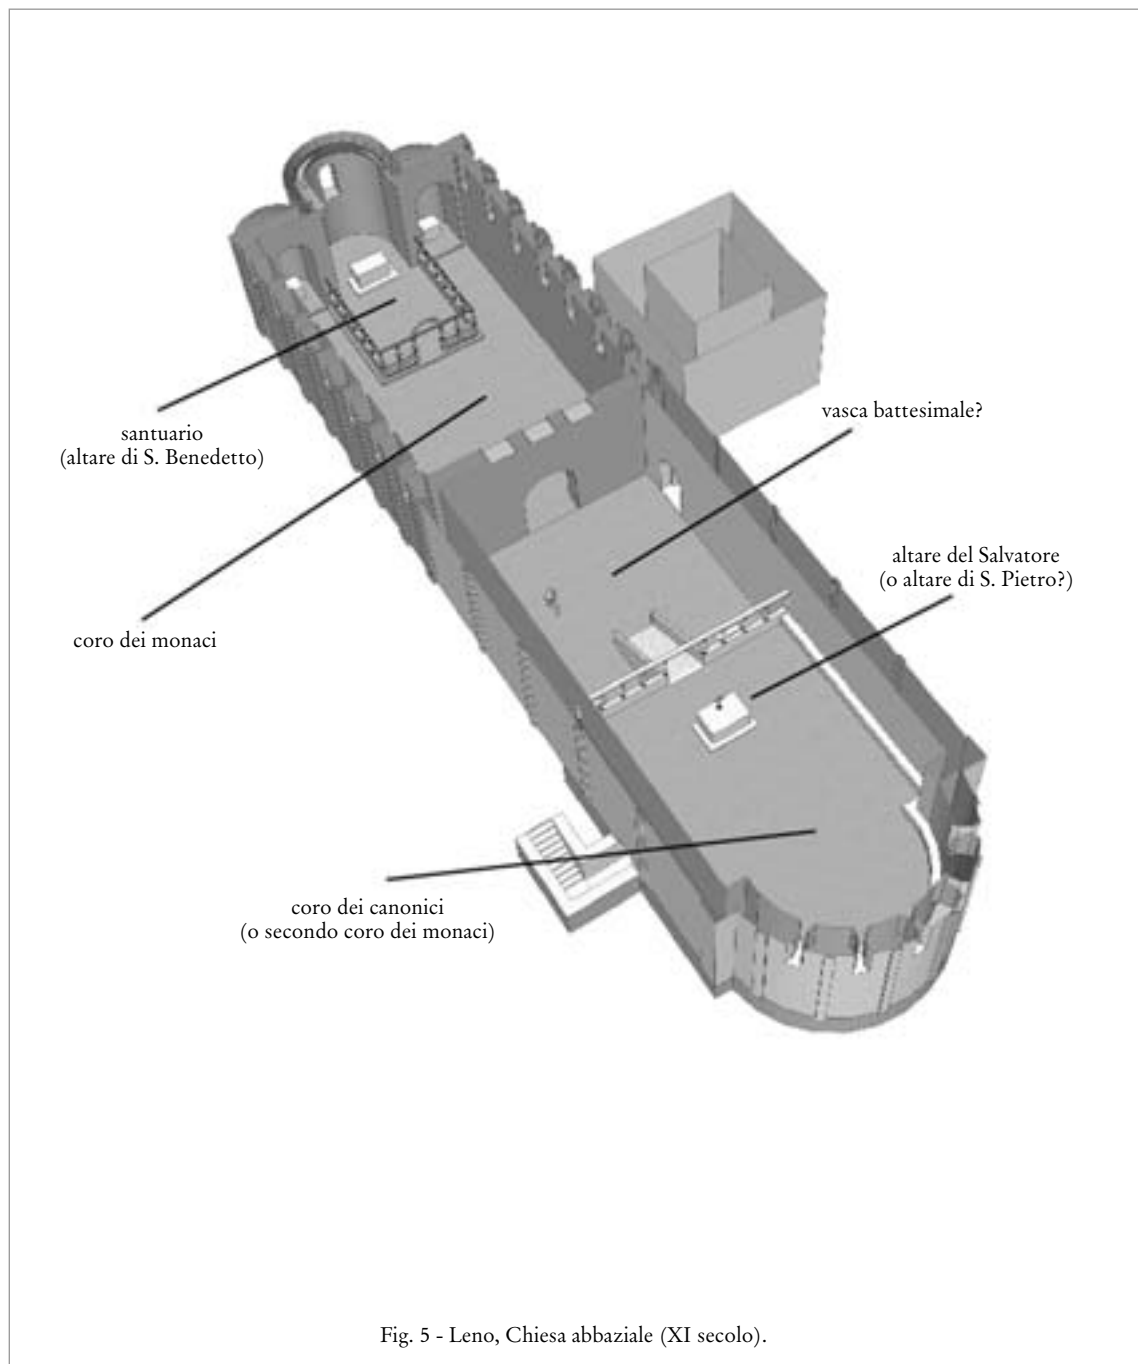 vasca battesimale?
santuario
(altare di S. Benedetto)
altare del Salvatore
(o altare di S. Pietro?)
coro dei monaci
coro dei canonici
(o secondo coro dei monaci)
Fig. 5 - Leno, Chiesa abbaziale (XI secolo).